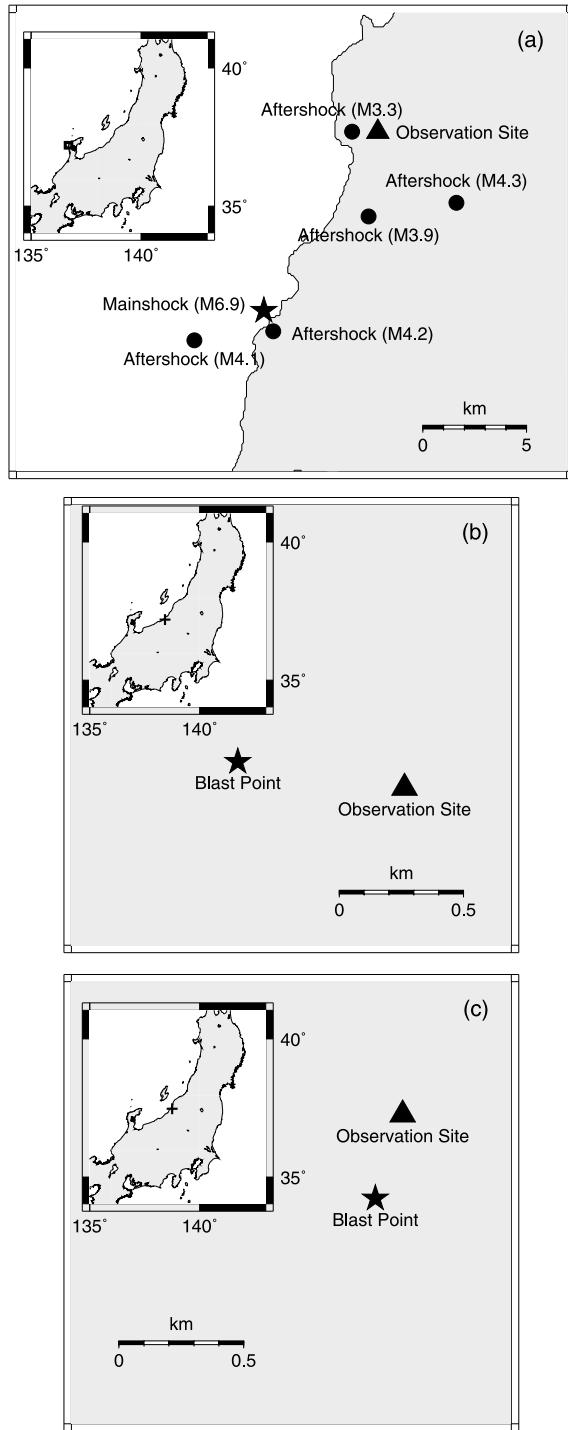 (a)
40°
35°
135°
140°
Aftershock (M3.3)
Observation Site
Aftershock (M4.3)
Aftershock (M3.9)
Mainshock (M6.9)
Aftershock (M4.2)
Aftershock (M4.1)
km
0 5
(b)
40°
35°
135°
140°
Blast Point
Observation Site
km
0 0.5
(c)
40°
35°
135°
140°
Observation Site
Blast Point
km
0 0.5